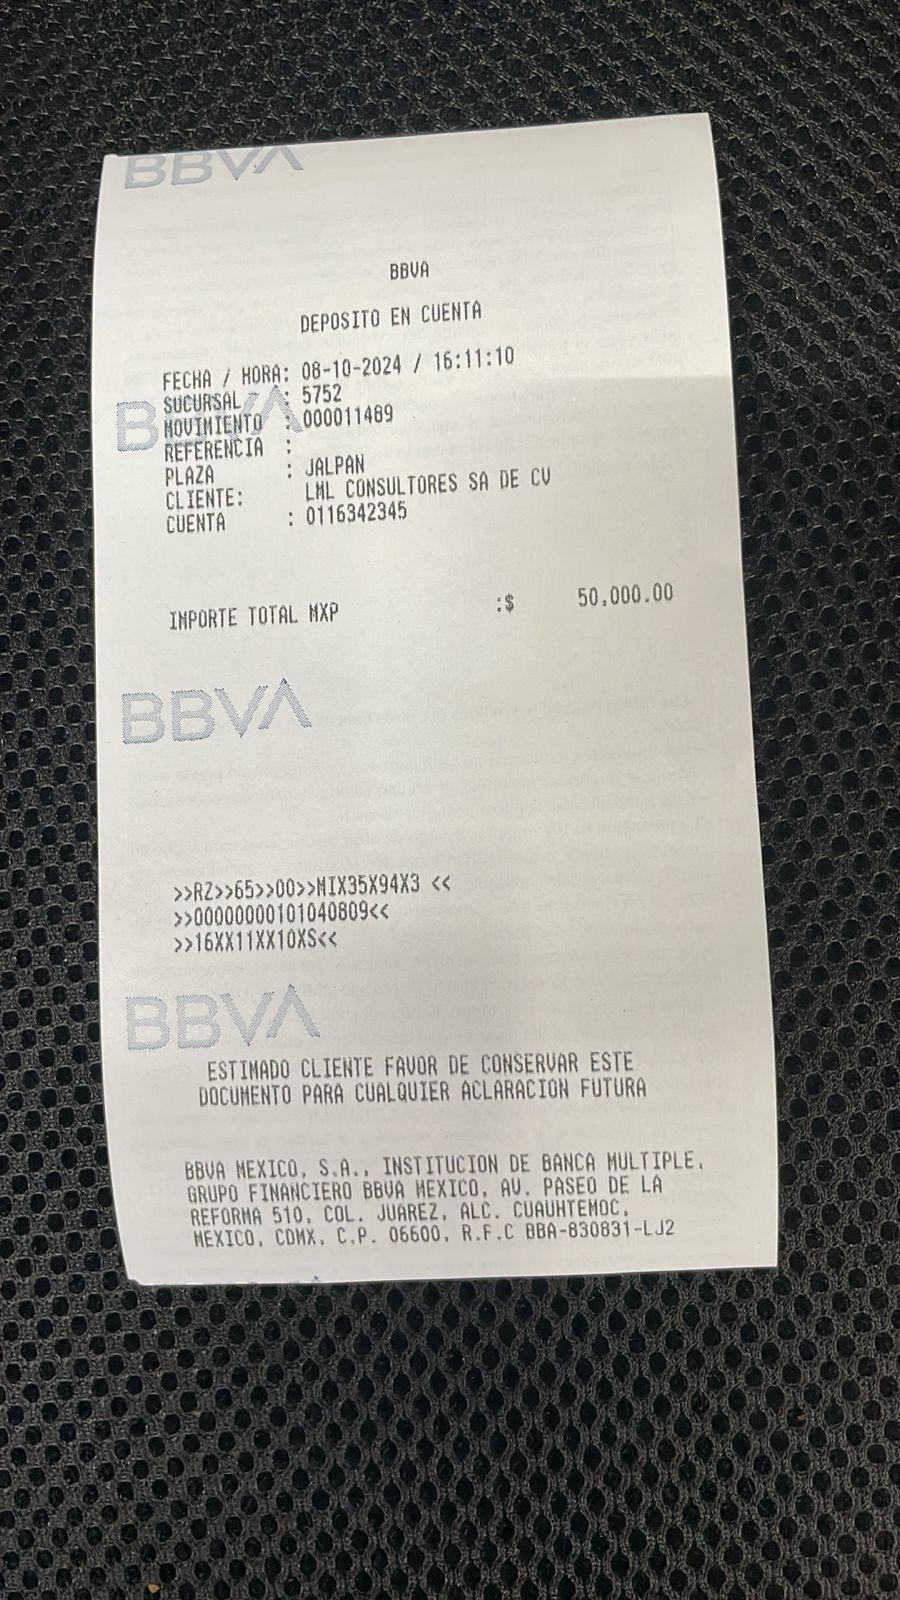 BBVA
BBVA
DEPOSITO EN CUENTA
FECHA / HORA: 08-10-2024 / 16:11:10
SUCURSAL : 5752
BBVA
MOVIMIENTO : 000011489
REFERENCIA :
PLAZA : JALPAN
CLIENTE: LML CONSULTORES SA DE CV
CUENTA : 0116342345
IMPORTE TOTAL MXP :$ 50,000.00
BBVA
>>RZ>>65>>00>>MIX35X94X3 <<
>>00000000101040809<<
>>16XX11XX10XS<<
BBVA
ESTIMADO CLIENTE FAVOR DE CONSERVAR ESTE
DOCUMENTO PARA CUALQUIER ACLARACION FUTURA
BBVA MEXICO, S.A., INSTITUCION DE BANCA MULTIPLE,
GRUPO FINANCIERO BBVA MEXICO, AV. PASEO DE LA
REFORMA 510, COL. JUAREZ, ALC. CUAUHTEMOC,
MEXICO, CDMX, C.P. 06600, R.F.C BBA-830831-LJ2